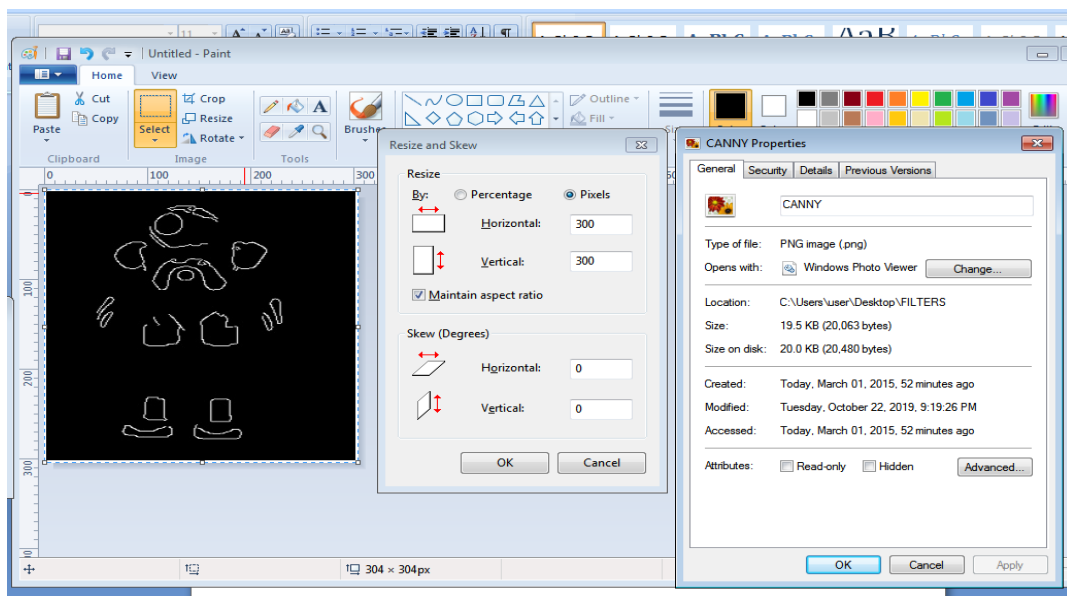 Untitled - Paint
Home View
Cut
Copy
Paste
Clipboard
Select
Crop
Resize
Rotate
Image
A
Tools
Outline
Fill
0 100 200 300
100
200
300
304 × 304px
Resize and Skew
Resize
By: Percentage Pixels
Horizontal: 300
Vertical: 300
Maintain aspect ratio
Skew (Degrees)
Horizontal: 0
Vertical: 0
OK Cancel
CANNY Properties
General Security Details Previous Versions
CANNY
Type of file: PNG image (.png)
Opens with: Windows Photo Viewer Change...
Location: C:\Users\user\Desktop\FILTERS
Size: 19.5 KB (20,063 bytes)
Size on disk: 20.0 KB (20,480 bytes)
Created: Today, March 01, 2015, 52 minutes ago
Modified: Tuesday, October 22, 2019, 9:19:26 PM
Accessed: Today, March 01, 2015, 52 minutes ago
Attributes: Read-only Hidden Advanced...
OK Cancel Apply